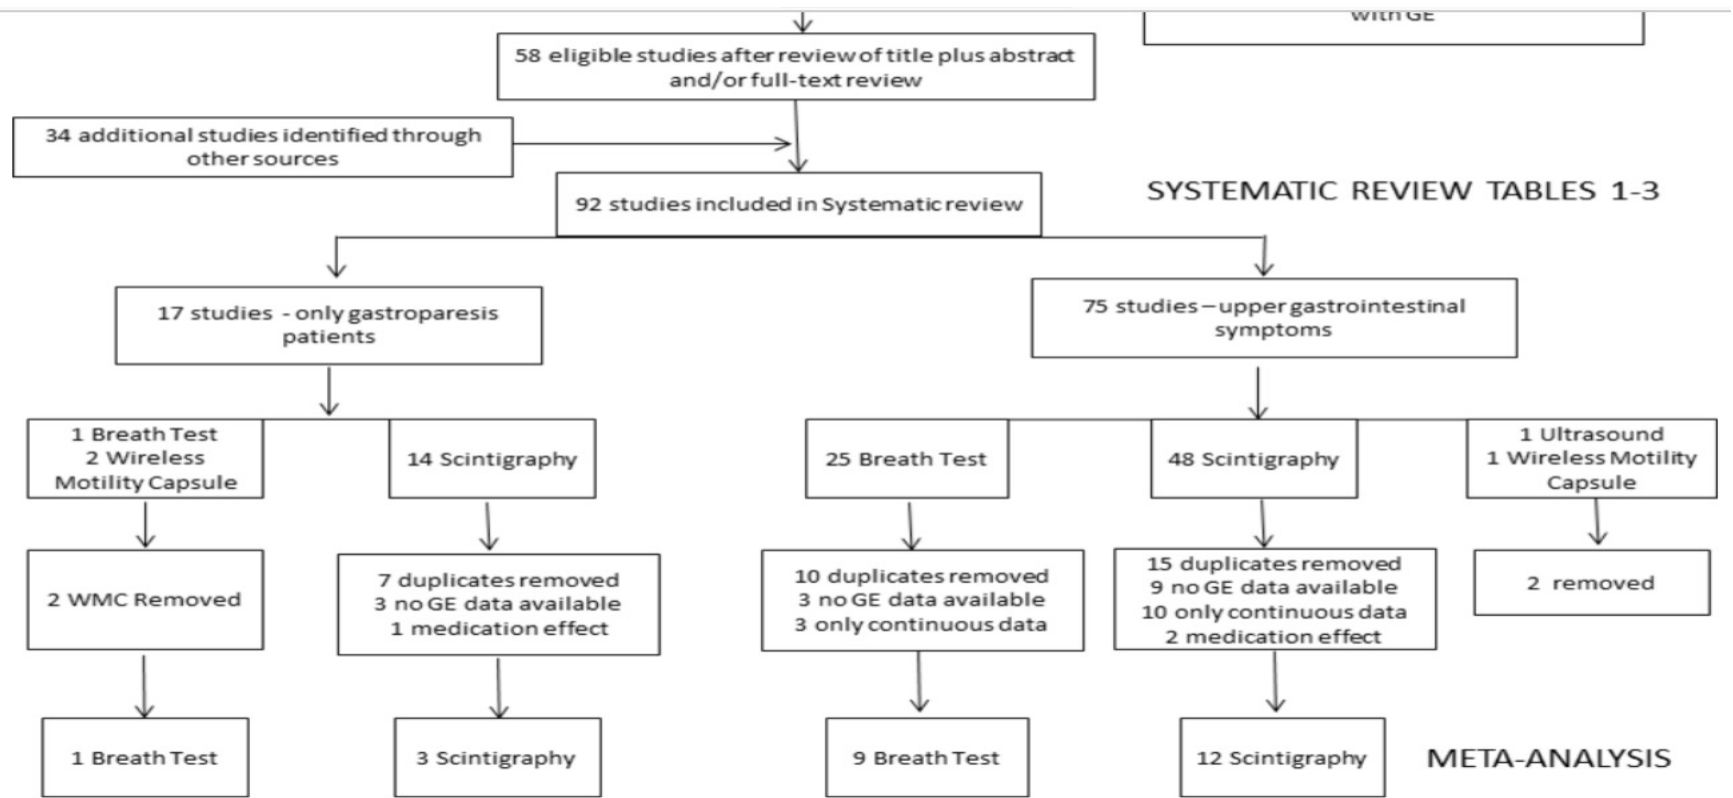 with GE
58 eligible studies after review of title plus abstract
and/or full-text review
34 additional studies identified through
other sources
92 studies included in Systematic review
SYSTEMATIC REVIEW TABLES 1-3
17 studies - only gastroparesis
patients
75 studies – upper gastrointestinal
symptoms
1 Breath Test
2 Wireless
Motility Capsule
14 Scintigraphy
25 Breath Test
48 Scintigraphy
1 Ultrasound
1 Wireless Motility
Capsule
2 WMC Removed
7 duplicates removed
3 no GE data available
1 medication effect
10 duplicates removed
3 no GE data available
3 only continuous data
15 duplicates removed
9 no GE data available
10 only continuous data
2 medication effect
2 removed
1 Breath Test
3 Scintigraphy
9 Breath Test
12 Scintigraphy
META-ANALYSIS